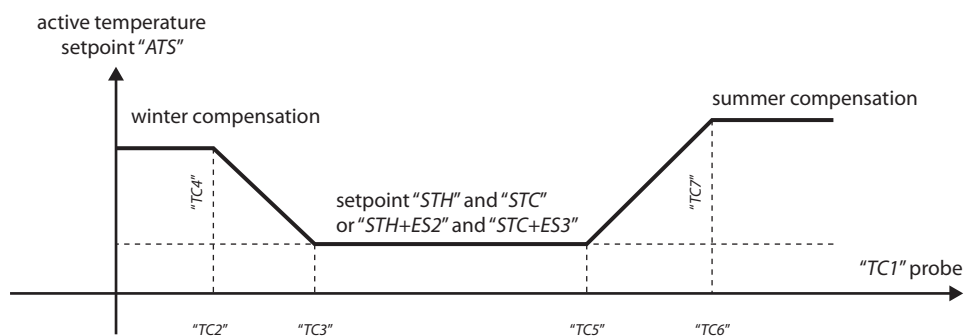 active temperature
setpoint “ATS”
summer compensation
winter compensation
“TC4”
“TC7”
setpoint “STH” and “STC”
or “STH+ES2” and “STC+ES3”
“TC1” probe
“TC2”
“TC3”
“TC5”
“TC6”